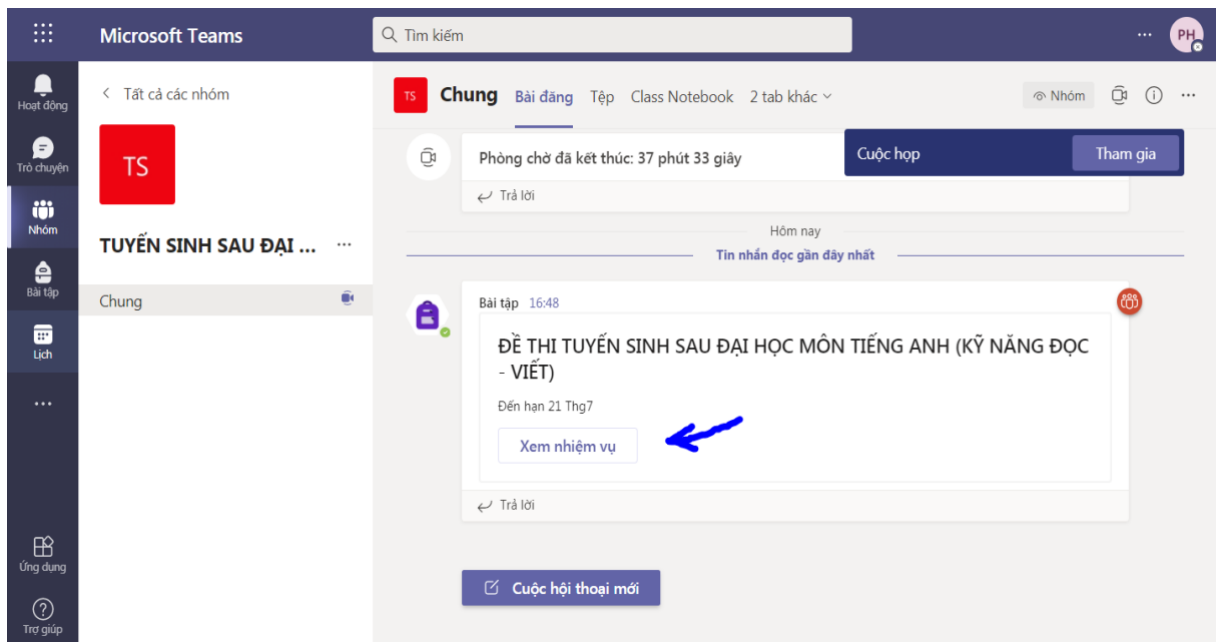 Microsoft Teams
Tìm kiếm
PH
Hoạt động
Trò chuyện
Nhóm
Bài tập
Lịch
Ứng dụng
Trợ giúp
Tất cả các nhóm
TS
TUYỂN SINH SAU ĐẠI ...
Chung
TS
Chung Bài đăng Tệp Class Notebook 2 tab khác
Nhóm
Phòng chờ đã kết thúc: 37 phút 33 giây
Cuộc họp
Tham gia
Trả lời
Hôm nay
Tin nhắn đọc gần đây nhất
Bài tập 16:48
ĐỀ THI TUYỂN SINH SAU ĐẠI HỌC MÔN TIẾNG ANH (KỸ NĂNG ĐỌC
- VIẾT)
Đến hạn 21 Thg7
Xem nhiệm vụ
Trả lời
Cuộc hội thoại mới